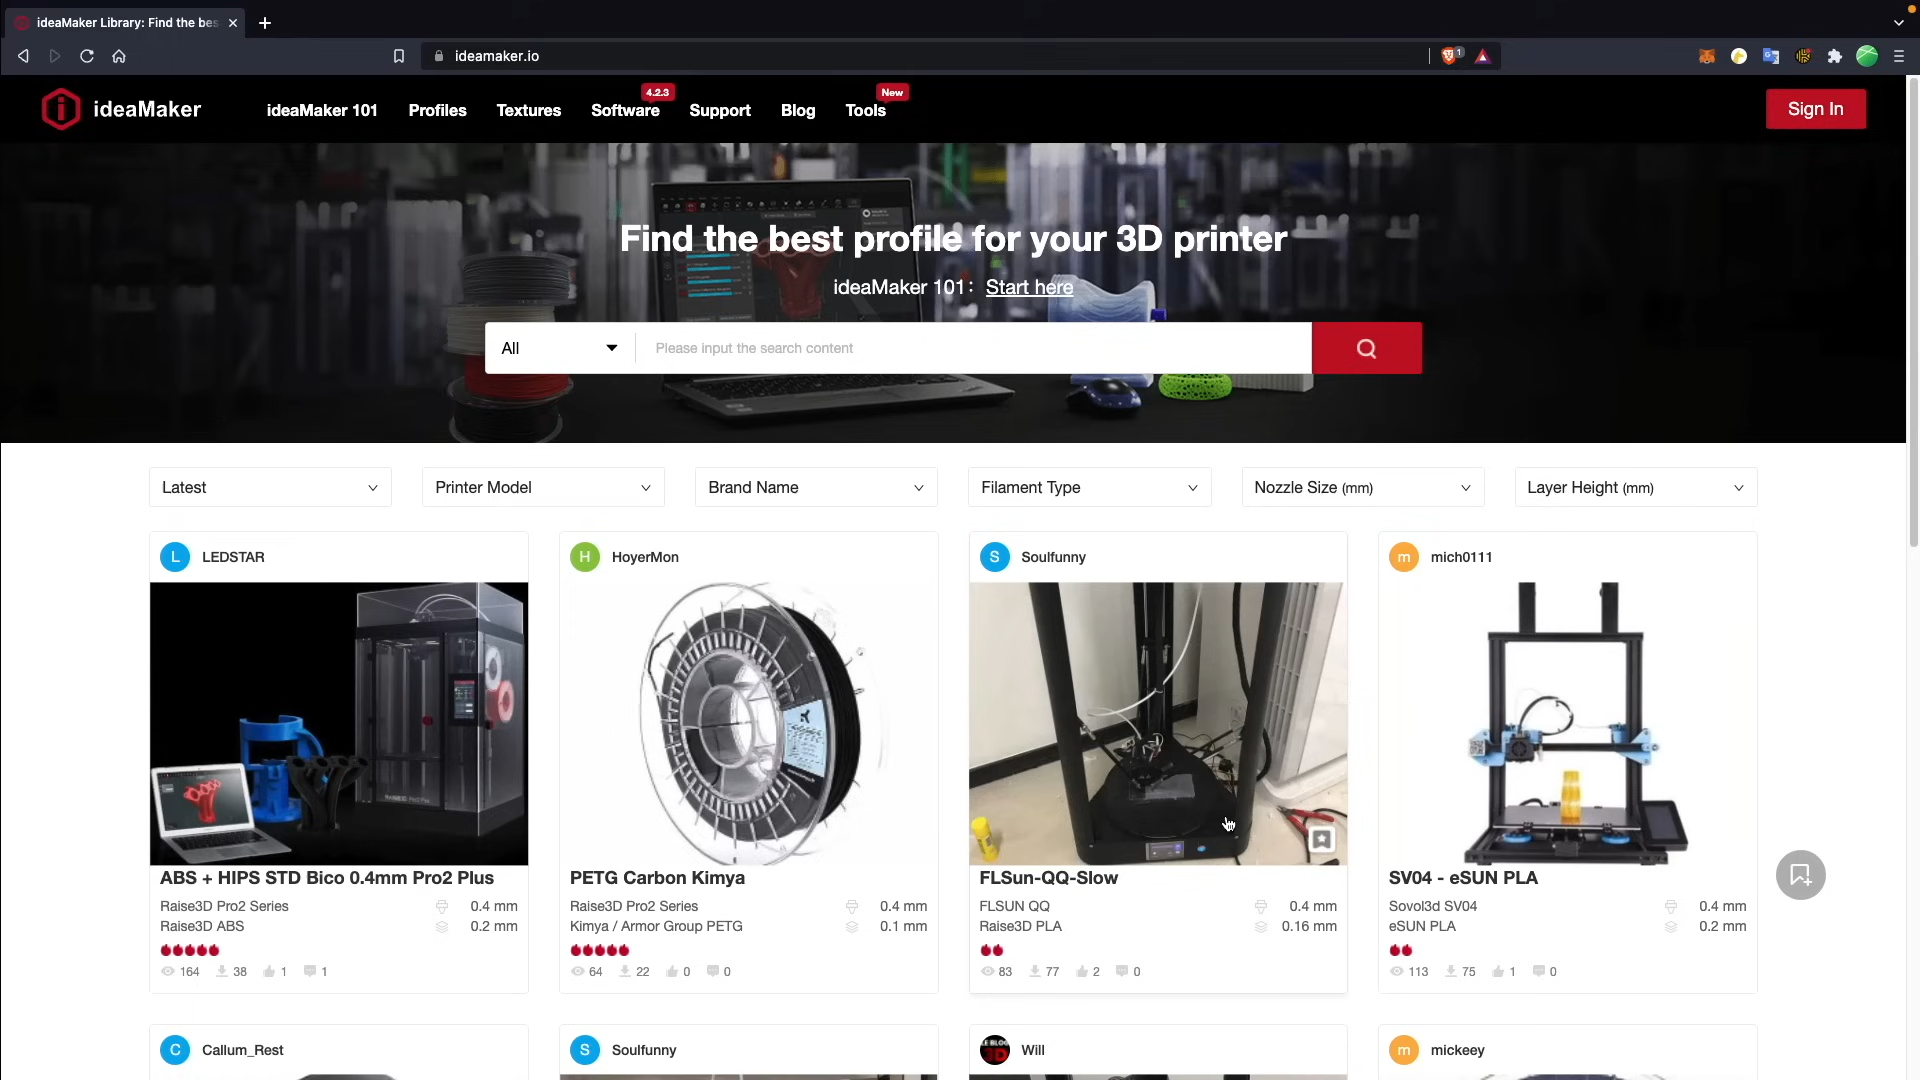 ideaMaker Library: Find the bes
ideamaker.io
1
ideaMaker
ideaMaker 101
Profiles
Textures
Software
4.2.3
Support
Blog
Tools
New
Sign In
Find the best profile for your 3D printer
ideaMaker 101: Start here
All
Please input the search content
Latest
Printer Model
Brand Name
Filament Type
Nozzle Size (mm)
Layer Height (mm)
L LEDSTAR
ABS + HIPS STD Bico 0.4mm Pro2 Plus
Raise3D Pro2 Series 0.4 mm
Raise3D ABS 0.2 mm
164 38 1 1
H HoyerMon
PETG Carbon Kimya
Raise3D Pro2 Series 0.4 mm
Kimya / Armor Group PETG 0.1 mm
64 22 0 0
S Soulfunny
FLSun-QQ-Slow
FLSUN QQ 0.4 mm
Raise3D PLA 0.16 mm
83 77 2 0
m mich0111
SV04 - eSUN PLA
Sovol3d SV04 0.4 mm
eSUN PLA 0.2 mm
113 75 1 0
C Callum_Rest
S Soulfunny
LE BLOG
3D
Will
m mickeey